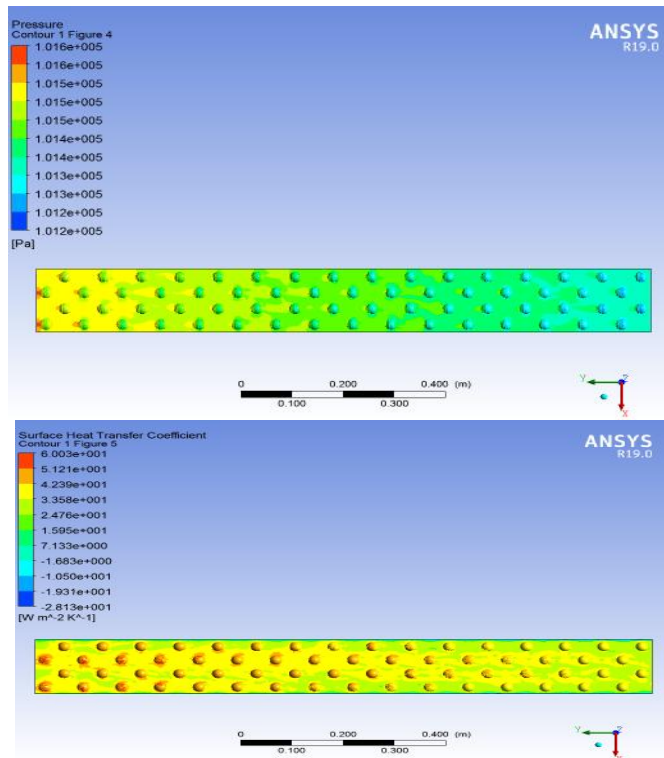 Pressure
Contour 1 Figure 4
1.016e+005
1.016e+005
1.015e+005
1.015e+005
1.015e+005
1.014e+005
1.014e+005
1.013e+005
1.013e+005
1.012e+005
1.012e+005
[Pa]
ANSYS
R19.0
0 0.200 0.400 (m)
0.100 0.300
Y Z
X
Surface Heat Transfer Coefficient
Contour 1 Figure 5
6.003e+001
5.121e+001
4.239e+001
3.358e+001
2.476e+001
1.595e+001
7.133e+000
-1.683e+000
-1.050e+001
-1.931e+001
-2.813e+001
[W m^-2 K^-1]
ANSYS
R19.0
0 0.200 0.400 (m)
0.100 0.300
Y Z